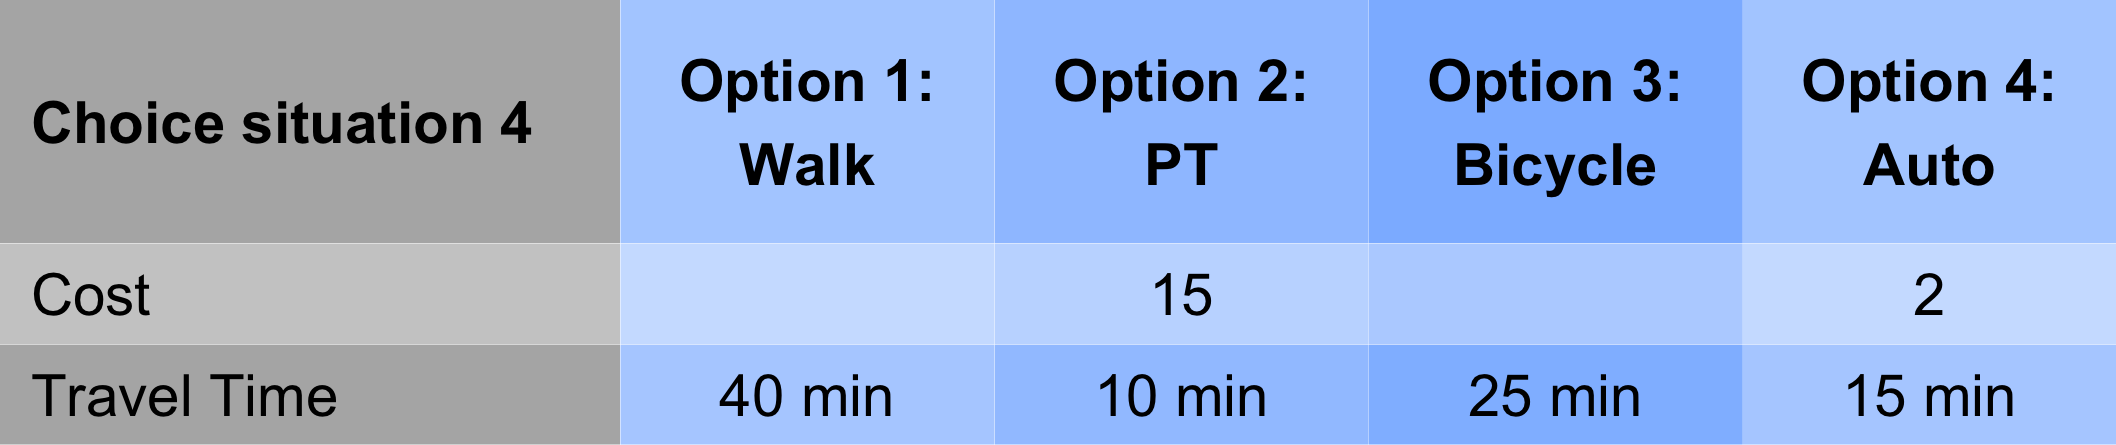 Choice situation 4
Option 1:
Walk
Option 2:
PT
Option 3:
Bicycle
Option 4:
Auto
Cost
15
2
Travel Time
40 min
10 min
25 min
15 min